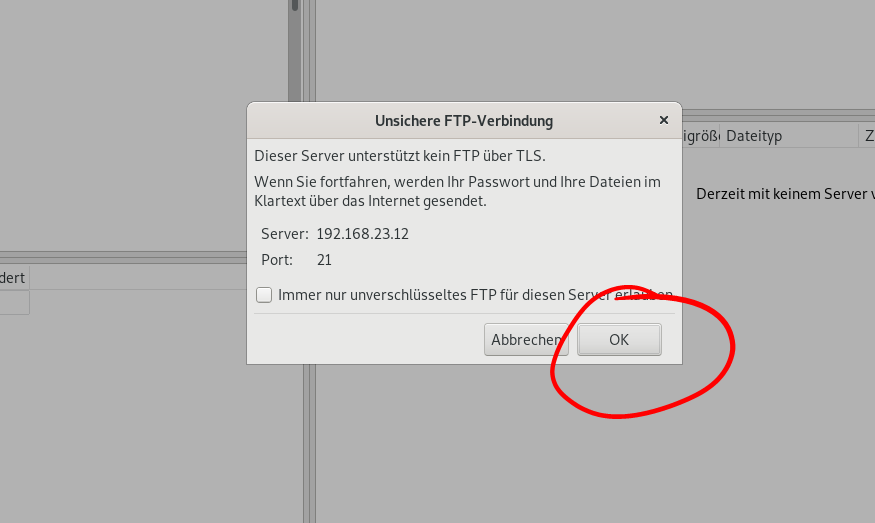 Unsichere FTP-Verbindung
Dieser Server unterstützt kein FTP über TLS.
Wenn Sie fortfahren, werden Ihr Passwort und Ihre Dateien im
Klartext über das Internet gesendet.
Server: 192.168.23.12
Port: 21
Immer nur unverschlüsseltes FTP für diesen Server erlauben
Abbrechen OK
dert
igröße Dateityp Z
Derzeit mit keinem Server v